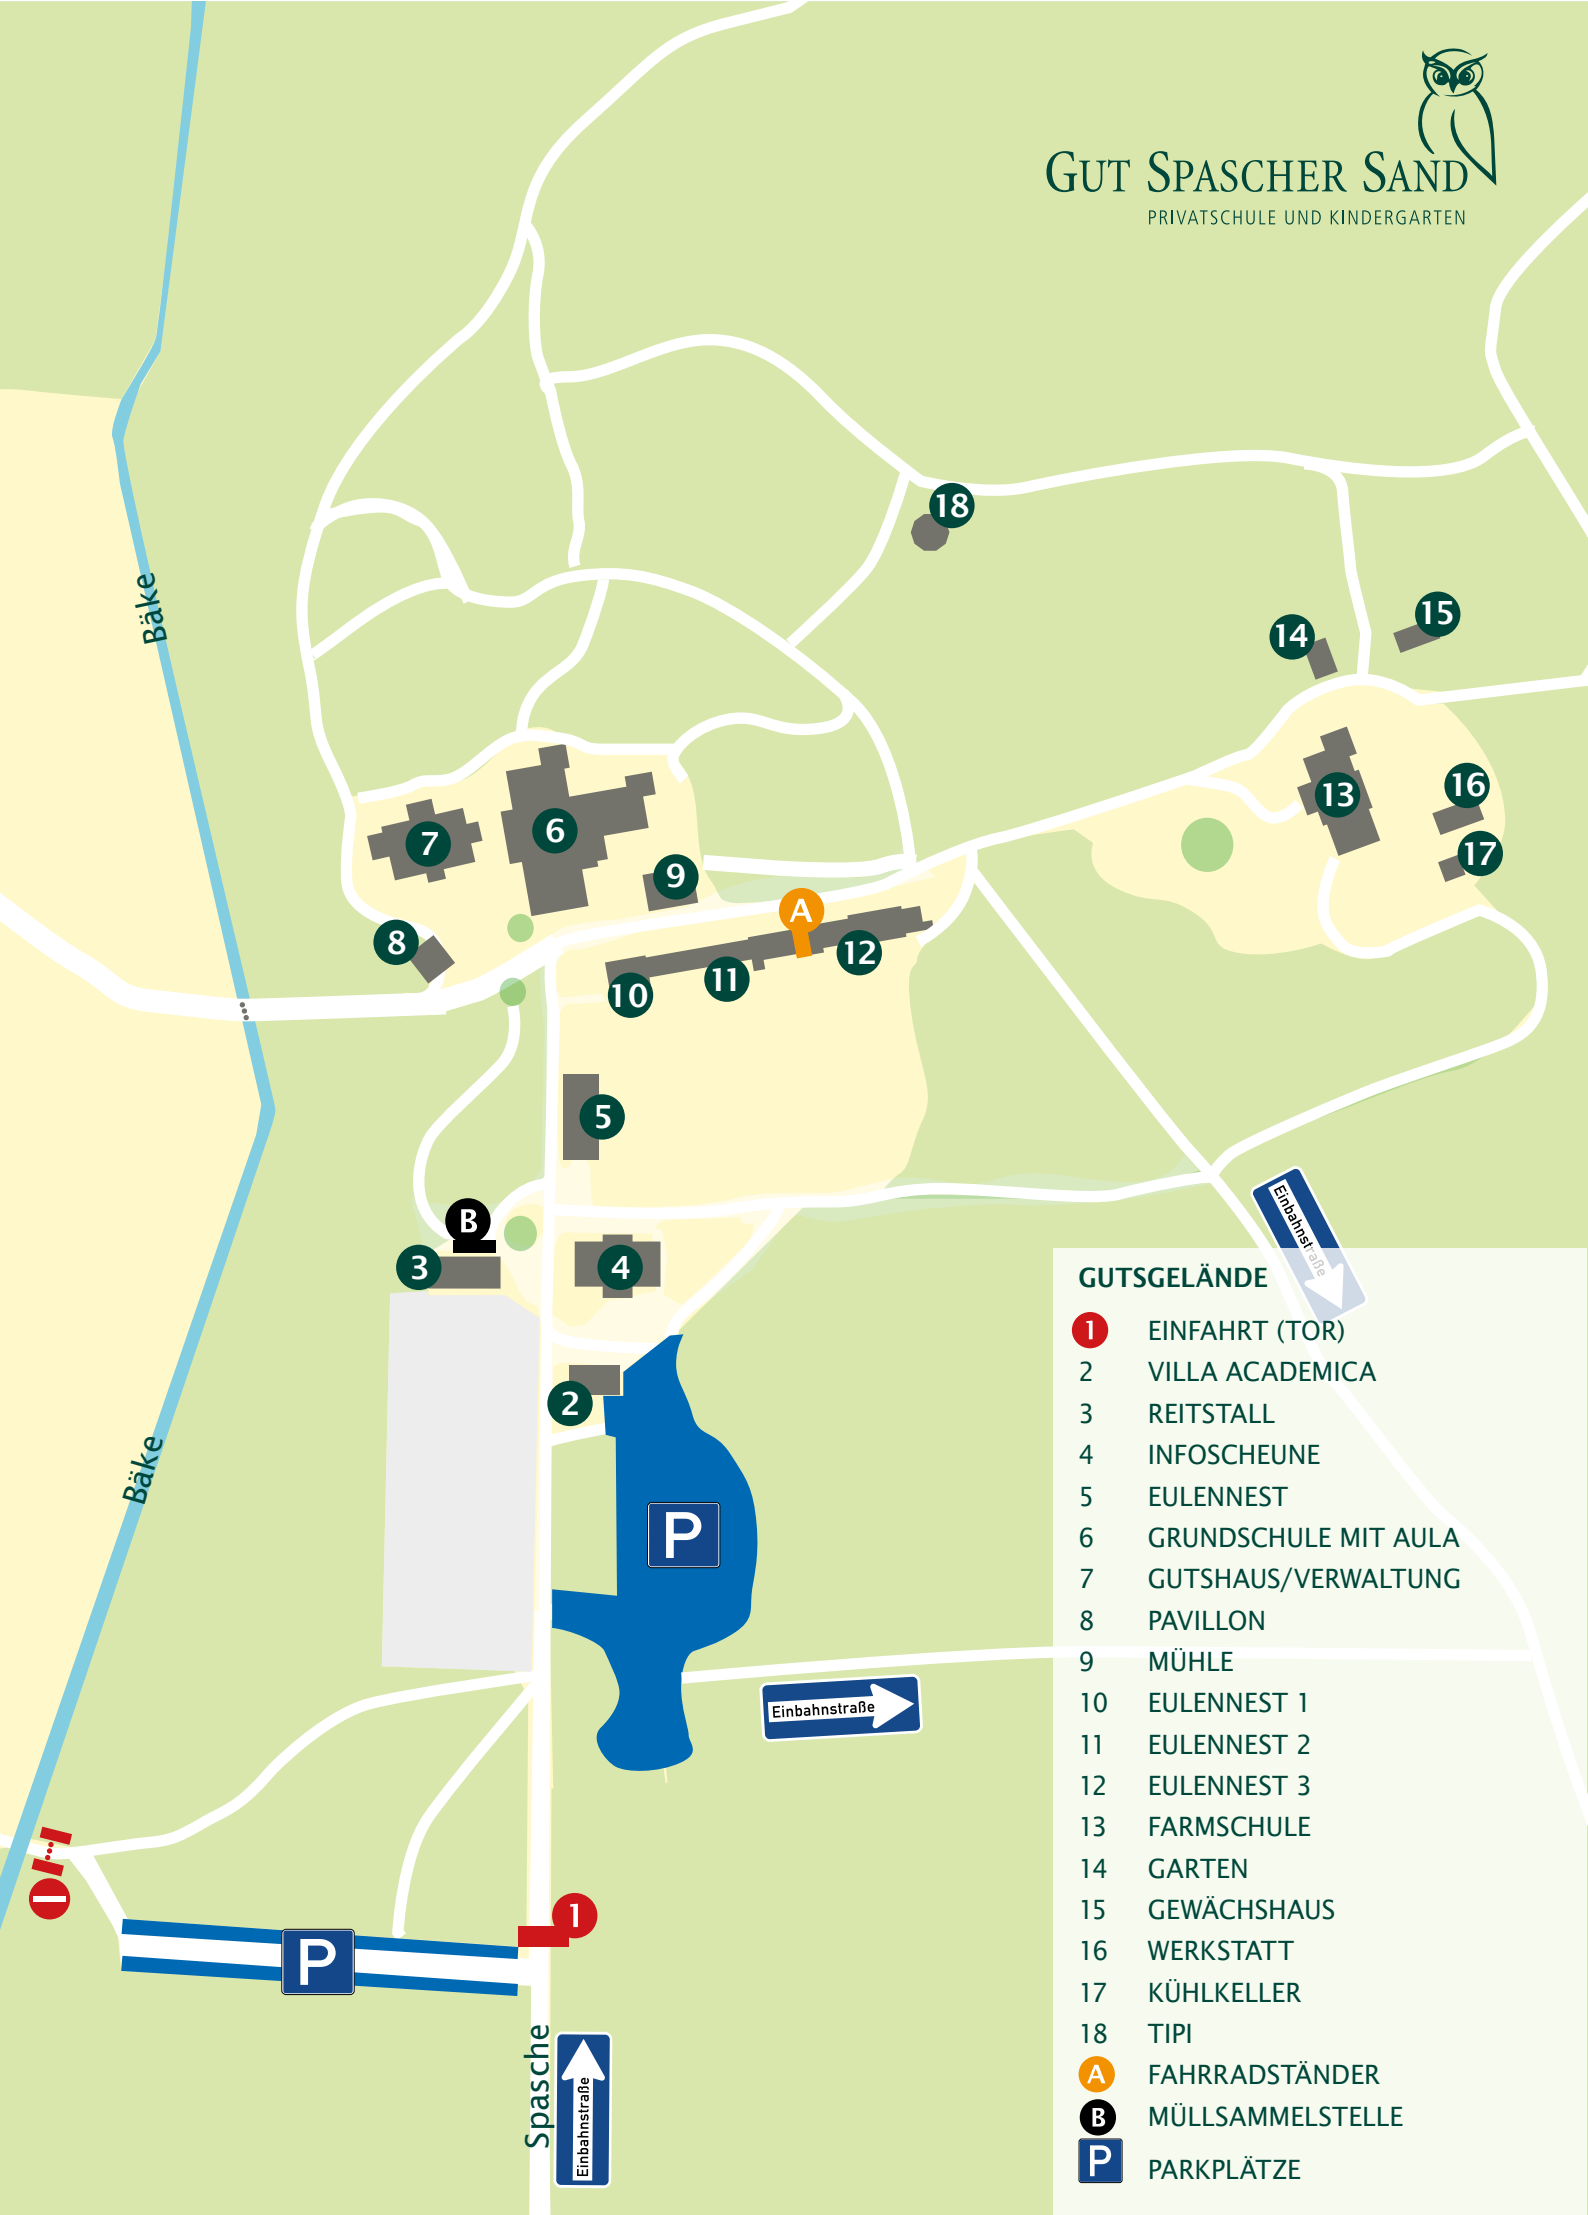 GUT SPASCHER SAND
PRIVATSCHULE UND KINDERGARTEN
18
Bäke
15
14
16
13
7
6
17
9
A
8
12
11
10
5
B
3
4
Einbahnstraße
2
Bäke
P
Einbahnstraße
1
P
Spasche
Einbahnstraße
GUTSGELÄNDE
1 EINFAHRT (TOR)
2 VILLA ACADEMICA
3 REITSTALL
4 INFOSCHEUNE
5 EULENNEST
6 GRUNDSCHULE MIT AULA
7 GUTSHAUS/VERWALTUNG
8 PAVILLON
9 MÜHLE
10 EULENNEST 1
11 EULENNEST 2
12 EULENNEST 3
13 FARMSCHULE
14 GARTEN
15 GEWÄCHSHAUS
16 WERKSTATT
17 KÜHLKELLER
18 TIPI
A FAHRRADSTÄNDER
B MÜLLSAMMELSTELLE
P PARKPLÄTZE